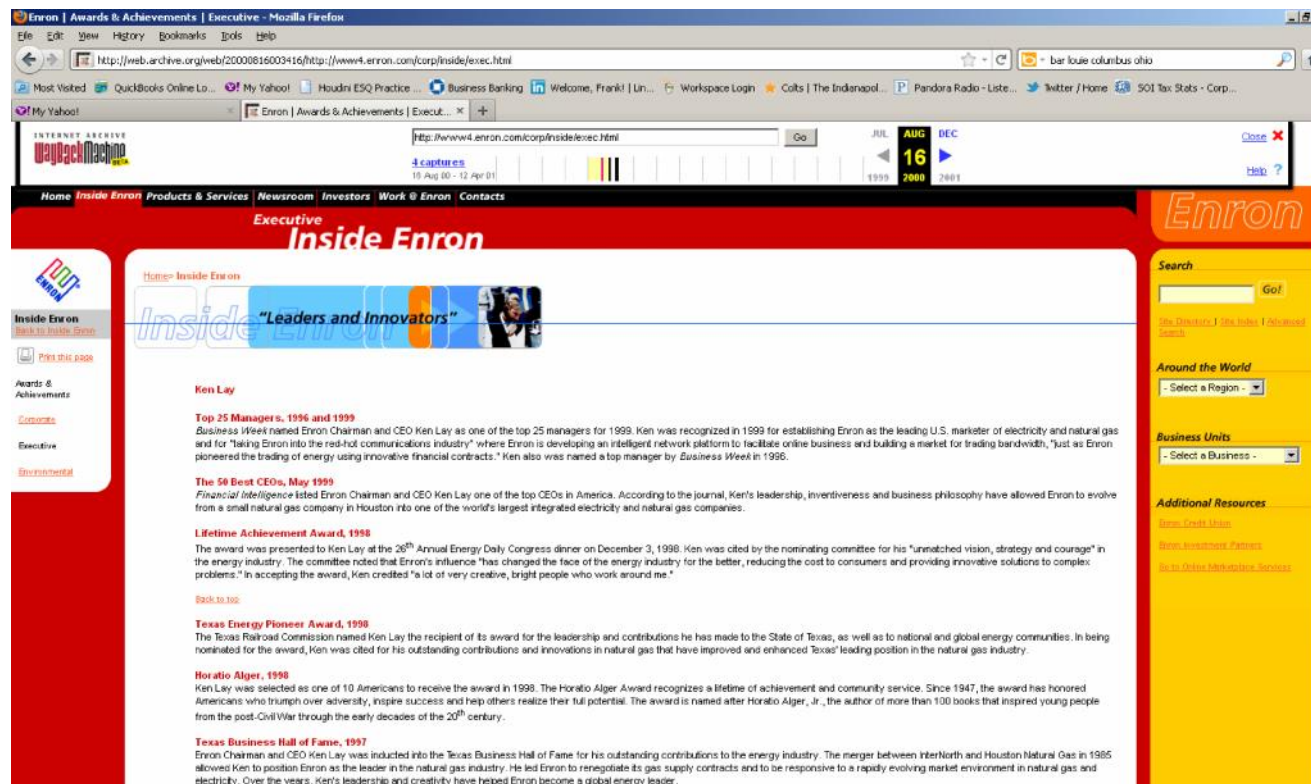 Enron | Awards & Achievements | Executive - Mozilla Firefox
File Edit View History Bookmarks Tools Help
http://web.archive.org/web/20000816003416/http://www4.enron.com/corp/inside/exec.html
bar louie columbus ohio
Most Visited QuickBooks Online Lo... My Yahoo! Houdni ESQ Practice ... Business Banking Welcome, Frank! | Lin... Workspace Login Colts | The Indianapol... Pandora Radio - Liste... Twitter / Home SOI Tax Stats - Corp...
My Yahoo! Enron | Awards & Achievements | Execut...
INTERNET ARCHIVE
WayBackMachine BETA
http://www4.enron.com/corp/inside/exec.html Go
JUL AUG DEC
Close
4 captures
16 Aug 00 - 12 Apr 01
16
1999 2000 2001
Help ?
Home Inside Enron Products & Services Newsroom Investors Work @ Enron Contacts
Executive
Inside Enron
Enron
ENRON
Inside Enron
Back to Inside Enron
Print this page
Awards & Achievements
Corporate
Executive
Environmental
Home> Inside Enron
Inside Enron
"Leaders and Innovators"
Ken Lay
Top 25 Managers, 1996 and 1999
Business Week named Enron Chairman and CEO Ken Lay as one of the top 25 managers for 1999. Ken was recognized in 1999 for establishing Enron as the leading U.S. marketer of electricity and natural gas
and for "taking Enron into the red-hot communications industry" where Enron is developing an intelligent network platform to facilitate online business and building a market for trading bandwidth, "just as Enron
pioneered the trading of energy using innovative financial contracts." Ken also was named a top manager by Business Week in 1996.
The 50 Best CEOs, May 1999
Financial Intelligence listed Enron Chairman and CEO Ken Lay one of the top CEOs in America. According to the journal, Ken's leadership, inventiveness and business philosophy have allowed Enron to evolve
from a small natural gas company in Houston into one of the world's largest integrated electricity and natural gas companies.
Lifetime Achievement Award, 1998
The award was presented to Ken Lay at the 26th Annual Energy Daily Congress dinner on December 3, 1998. Ken was cited by the nominating committee for his "unmatched vision, strategy and courage" in
the energy industry. The committee noted that Enron's influence "has changed the face of the energy industry for the better, reducing the cost to consumers and providing innovative solutions to complex
problems." In accepting the award, Ken credited "a lot of very creative, bright people who work around me."
Back to top
Texas Energy Pioneer Award, 1998
The Texas Railroad Commission named Ken Lay the recipient of its award for the leadership and contributions he has made to the State of Texas, as well as to national and global energy communities. In being
nominated for the award, Ken was cited for his outstanding contributions and innovations in natural gas that have improved and enhanced Texas' leading position in the natural gas industry.
Horatio Alger, 1998
Ken Lay was selected as one of 10 Americans to receive the award in 1998. The Horatio Alger Award recognizes a lifetime of achievement and community service. Since 1947, the award has honored
Americans who triumph over adversity, inspire success and help others realize their full potential. The award is named after Horatio Alger, Jr., the author of more than 100 books that inspired young people
from the post-Civil War through the early decades of the 20th century.
Texas Business Hall of Fame, 1997
Enron Chairman and CEO Ken Lay was inducted into the Texas Business Hall of Fame for his outstanding contributions to the energy industry. The merger between InterNorth and Houston Natural Gas in 1985
allowed Ken to position Enron as the leader in the natural gas industry. He led Enron to renegotiate its gas supply contracts and to be responsive to a rapidly evolving market environment in natural gas and
electricity. Over the years, Ken's leadership and creativity have helped Enron become a global energy leader.
Search
Go!
Site Directory | Site Index | Advanced
Search
Around the World
- Select a Region -
Business Units
- Select a Business -
Additional Resources
Enron Credit Union
Enron Investment Partners
Go to Online Marketplace Services